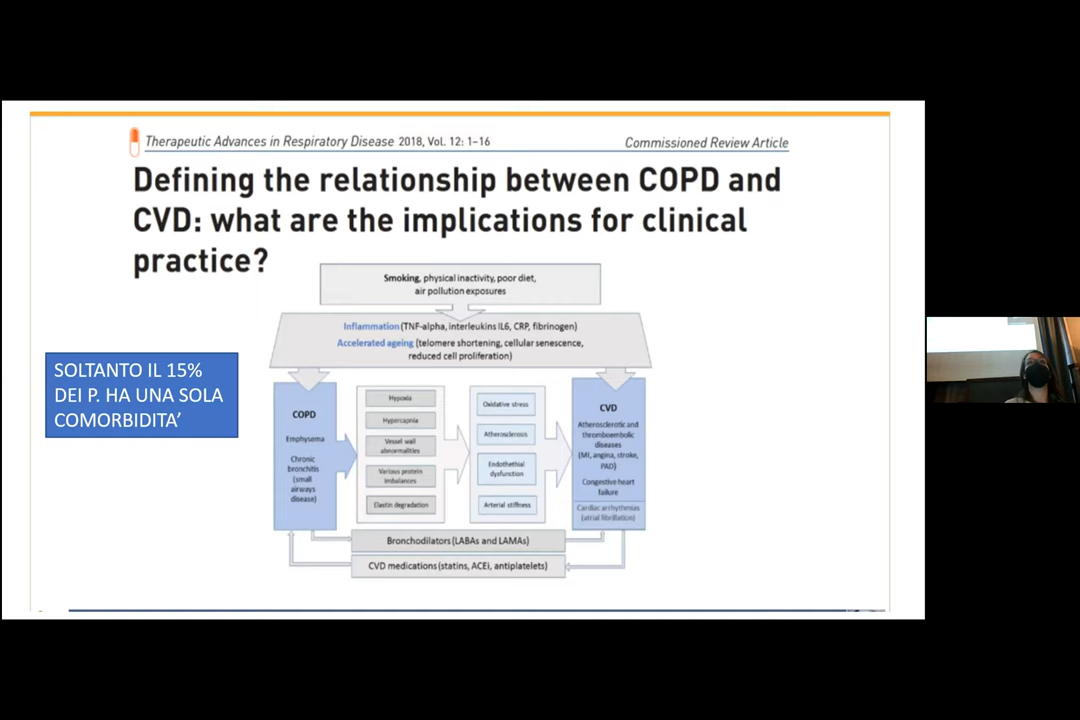 Therapeutic Advances in Respiratory Disease 2018, Vol. 12: 1–16
Commissioned Review Article
Defining the relationship between COPD and
CVD: what are the implications for clinical
practice?
Smoking, physical inactivity, poor diet,
air pollution exposures
Inflammation (TNF-alpha, interleukins IL6, CRP, fibrinogen)
Accelerated ageing (telomere shortening, cellular senescence,
reduced cell proliferation)
SOLTANTO IL 15%
DEI P. HA UNA SOLA
COMORBIDITA’
COPD
Emphysema
Chronic
bronchitis
(small
airways
disease)
Hypoxia
Hypercapnia
Vessel wall
abnormalities
Various protein
imbalances
Elastin degradation
Oxidative stress
Atherosclerosis
Endothethial
dysfunction
Arterial stiffness
CVD
Atherosclerotic and
thromboembolic
diseases
(MI, angina, stroke,
PAD)
Congestive heart
failure
Cardiac arrhythmias
(atrial fibrillation)
Bronchodilators (LABAs and LAMAs)
CVD medications (statins, ACEi, antiplatelets)